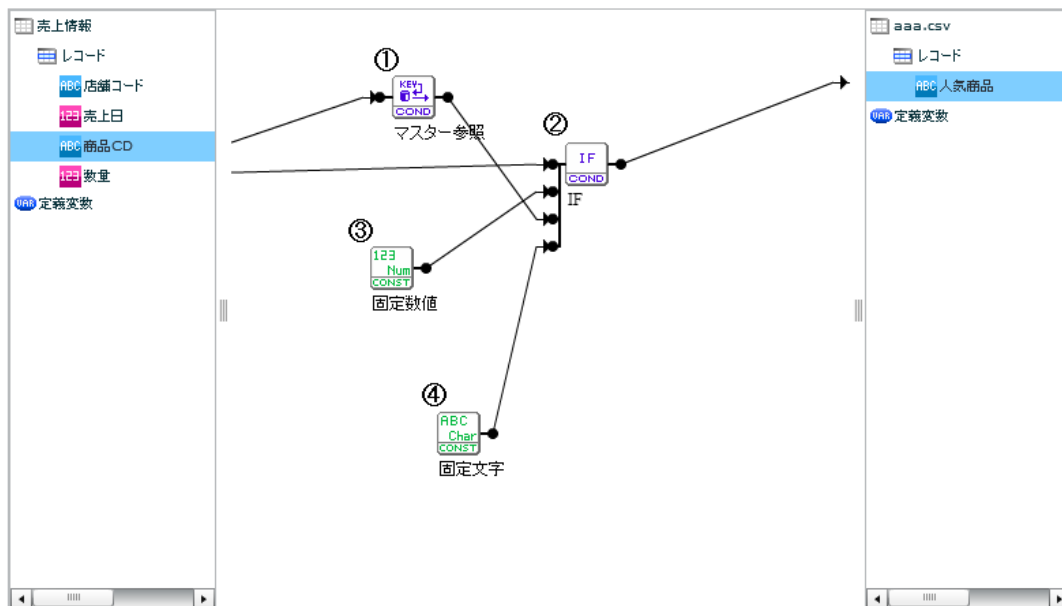 売上情報
レコード
ABC 店舗コード
123 売上日
ABC 商品CD
123 数量
VAR 定義変数
①
KEY
COND
マスター参照
②
IF
COND
IF
③
123
Num
CONST
固定数値
④
ABC
Char
CONST
固定文字
aaa.csv
レコード
ABC 人気商品
VAR 定義変数